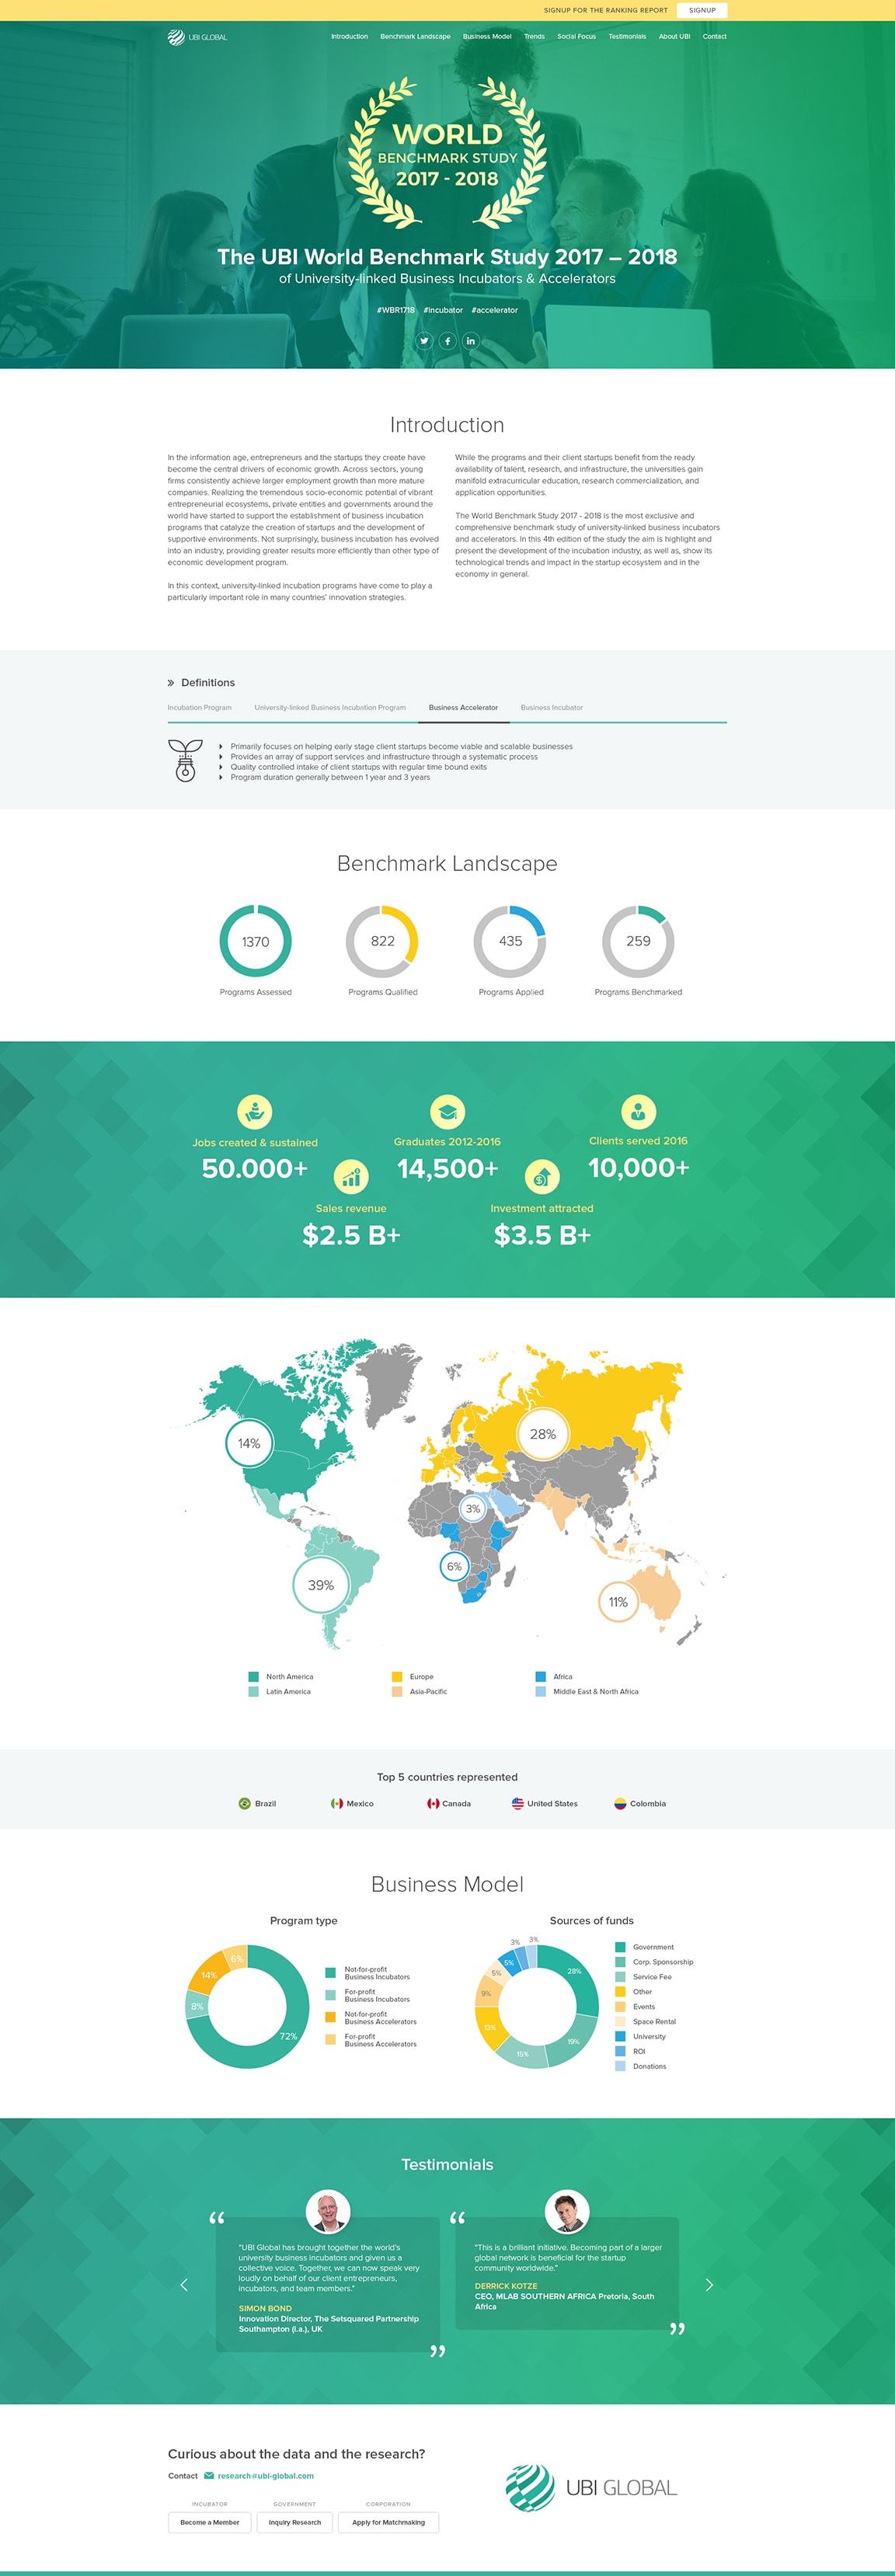 SIGNUP FOR THE RANKING REPORT
SIGNUP
UBI GLOBAL
Introduction
Benchmark Landscape
Business Model
Trends
Social Focus
Testimonials
About UBI
Contact
WORLD
BENCHMARK STUDY
2017 - 2018
The UBI World Benchmark Study 2017 – 2018
of University-linked Business Incubators & Accelerators
#WBR1718 #incubator #accelerator
Introduction
In the information age, entrepreneurs and the startups they create have
become the central drivers of economic growth. Across sectors, young
firms consistently achieve larger employment growth than more mature
companies. Realizing the tremendous socio-economic potential of vibrant
entrepreneurial ecosystems, private entities and governments around the
world have started to support the establishment of business incubation
programs that catalyze the creation of startups and the development of
supportive environments. Not surprisingly, business incubation has evolved
into an industry, providing greater results more efficiently than other type of
economic development program.
In this context, university-linked incubation programs have come to play a
particularly important role in many countries' innovation strategies.
While the programs and their client startups benefit from the ready
availability of talent, research, and infrastructure, the universities gain
manifold extracurricular education, research commercialization, and
application opportunities.
The World Benchmark Study 2017 - 2018 is the most exclusive and
comprehensive benchmark study of university-linked business incubators
and accelerators. In this 4th edition of the study the aim is highlight and
present the development of the incubation industry, as well as, show its
technological trends and impact in the startup ecosystem and in the
economy in general.
Definitions
Incubation Program
University-linked Business Incubation Program
Business Accelerator
Business Incubator
Primarily focuses on helping early stage client startups become viable and scalable businesses
Provides an array of support services and infrastructure through a systematic process
Quality controlled intake of client startups with regular time bound exits
Program duration generally between 1 year and 3 years
Benchmark Landscape
1370
Programs Assessed
822
Programs Qualified
435
Programs Applied
259
Programs Benchmarked
Jobs created & sustained
50.000+
Graduates 2012-2016
14,500+
Clients served 2016
10,000+
Sales revenue
$2.5 B+
Investment attracted
$3.5 B+
14%
28%
3%
6%
39%
11%
North America
Latin America
Europe
Asia-Pacific
Africa
Middle East & North Africa
Top 5 countries represented
Brazil
Mexico
Canada
United States
Colombia
Business Model
Program type
6%
14%
8%
72%
Not-for-profit
Business Incubators
For-profit
Business Incubators
Not-for-profit
Business Accelerators
For-profit
Business Accelerators
Sources of funds
3%
3%
5%
5%
9%
13%
15%
19%
28%
Government
Corp. Sponsorship
Service Fee
Other
Events
Space Rental
University
ROI
Donations
Testimonials
"UBI Global has brought together the world's
university business incubators and given us a
collective voice. Together, we can now speak very
loudly on behalf of our client entrepreneurs,
incubators, and team members."
SIMON BOND
Innovation Director, The Setsquared Partnership
Southampton (i.a.), UK
"This is a brilliant initiative. Becoming part of a larger
global network is beneficial for the startup
community worldwide."
DERRICK KOTZE
CEO, MLAB SOUTHERN AFRICA Pretoria, South
Africa
Curious about the data and the research?
Contact research@ubi-global.com
INCUBATOR
Become a Member
GOVERNMENT
Inquiry Research
CORPORATION
Apply for Matchmaking
UBI GLOBAL